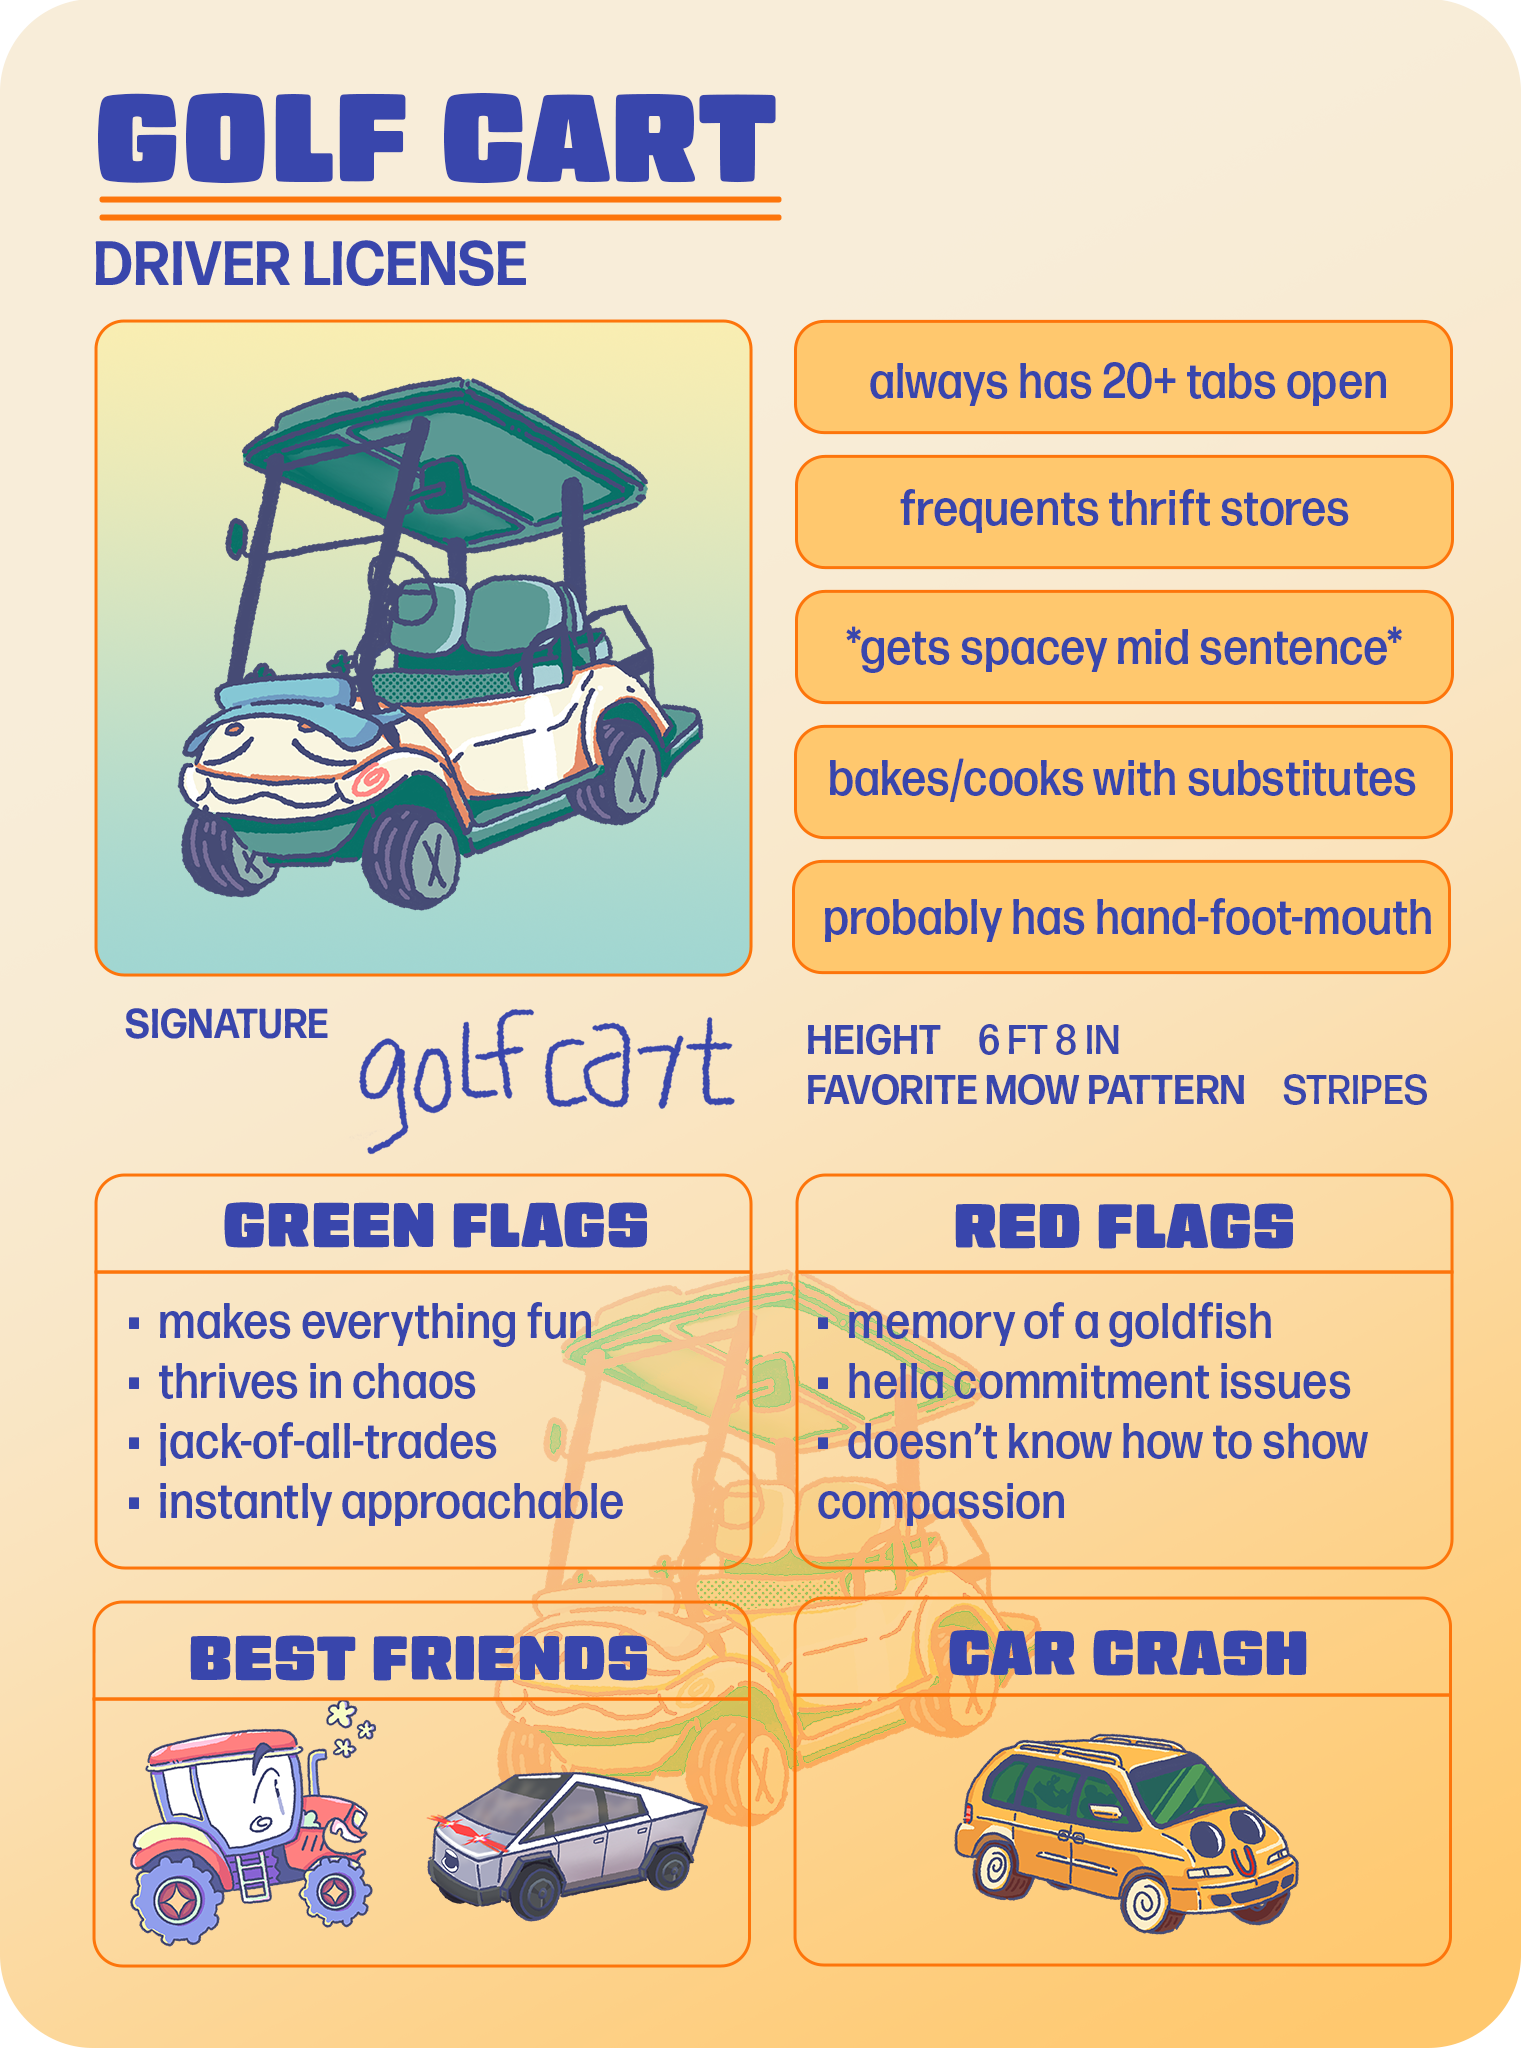 GOLF CART
DRIVER LICENSE
always has 20+ tabs open
frequents thrift stores
*gets spacey mid sentence*
bakes/cooks with substitutes
probably has hand-foot-mouth
SIGNATURE golf cart
HEIGHT 6 FT 8 IN
FAVORITE MOW PATTERN STRIPES
GREEN FLAGS
▪ makes everything fun
▪ thrives in chaos
▪ jack-of-all-trades
▪ instantly approachable
RED FLAGS
▪ memory of a goldfish
▪ hella commitment issues
▪ doesn’t know how to show
compassion
BEST FRIENDS
CAR CRASH